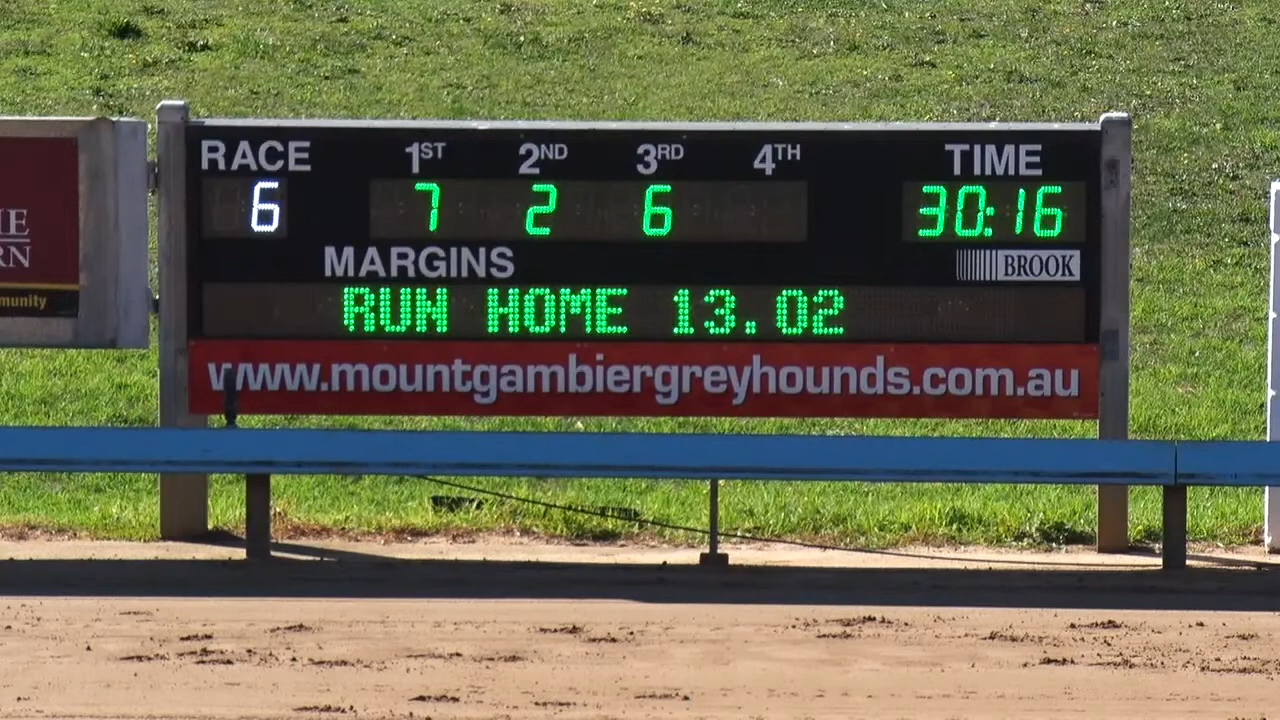 RACE 1ST 2ND 3RD 4TH TIME
6 7 2 6 30:16
MARGINS
BROOK
RUN HOME 13.02
www.mountgambiergreyhounds.com.au
munity